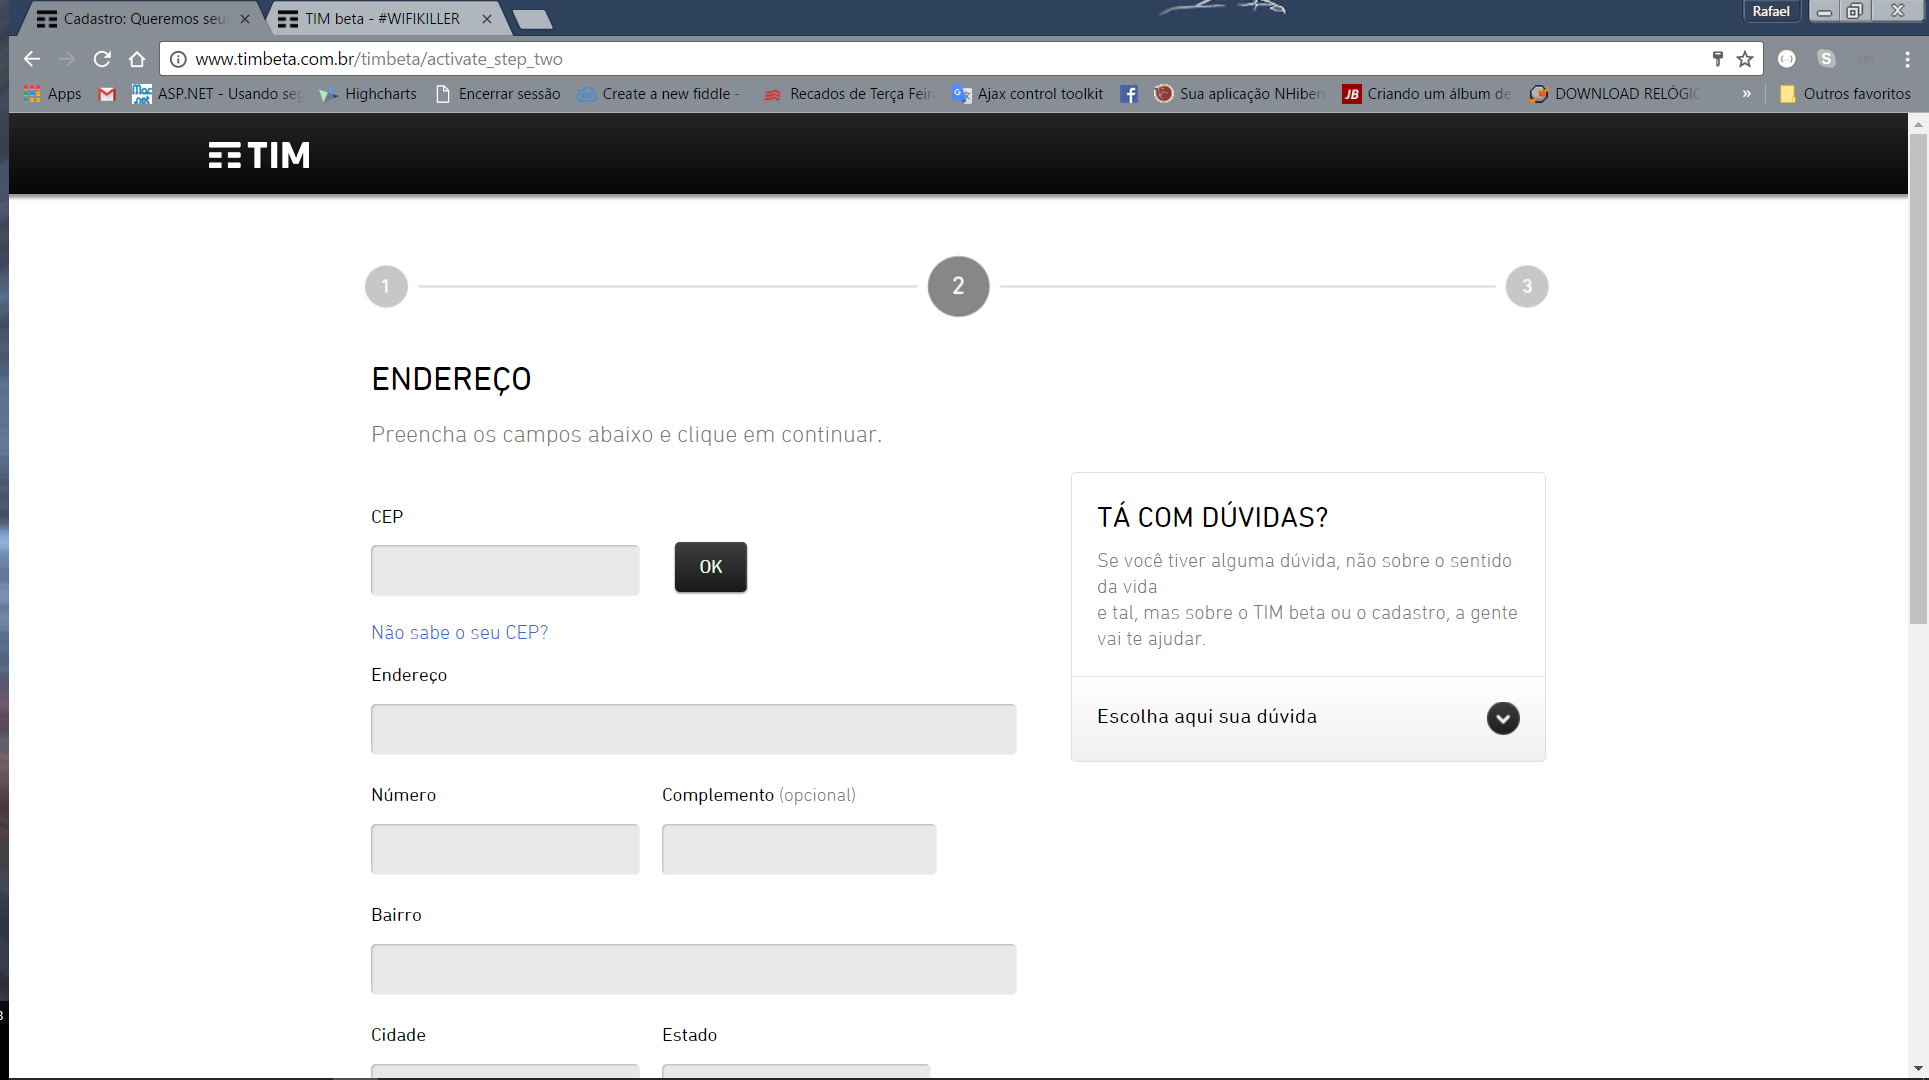 Cadastro: Queremos seus
TIM beta - #WIFIKILLER
Rafael
www.timbeta.com.br/timbeta/activate_step_two
Apps
ASP.NET - Usando seg
Highcharts
Encerrar sessão
Create a new fiddle -
Recados de Terça Feira
Ajax control toolkit
Sua aplicação NHibern
JB
Criando um álbum de
DOWNLOAD RELÓGIO
»
Outros favoritos
TIM
1
2
3
ENDEREÇO
Preencha os campos abaixo e clique em continuar.
CEP
OK
Não sabe o seu CEP?
Endereço
Número
Complemento (opcional)
Bairro
Cidade
Estado
TÁ COM DÚVIDAS?
Se você tiver alguma dúvida, não sobre o sentido
da vida
e tal, mas sobre o TIM beta ou o cadastro, a gente
vai te ajudar.
Escolha aqui sua dúvida